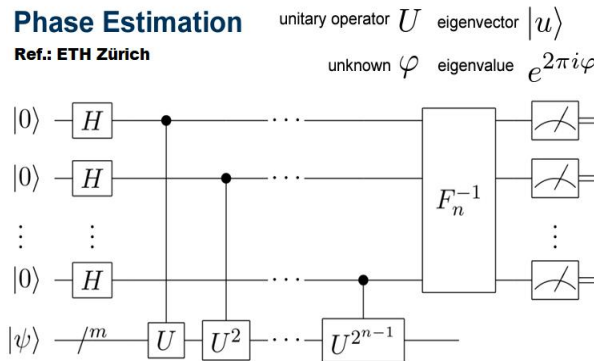 Phase Estimation unitary operator U eigenvector |u⟩
Ref.: ETH Zürich unknown φ eigenvalue e^{2πiφ}
|0⟩ H ···
|0⟩ H ··· F_n^{-1}
⋮ ⋮ ⋮
|0⟩ H ···
|ψ⟩ /^m U U^2 ··· U^{2^{n-1}}